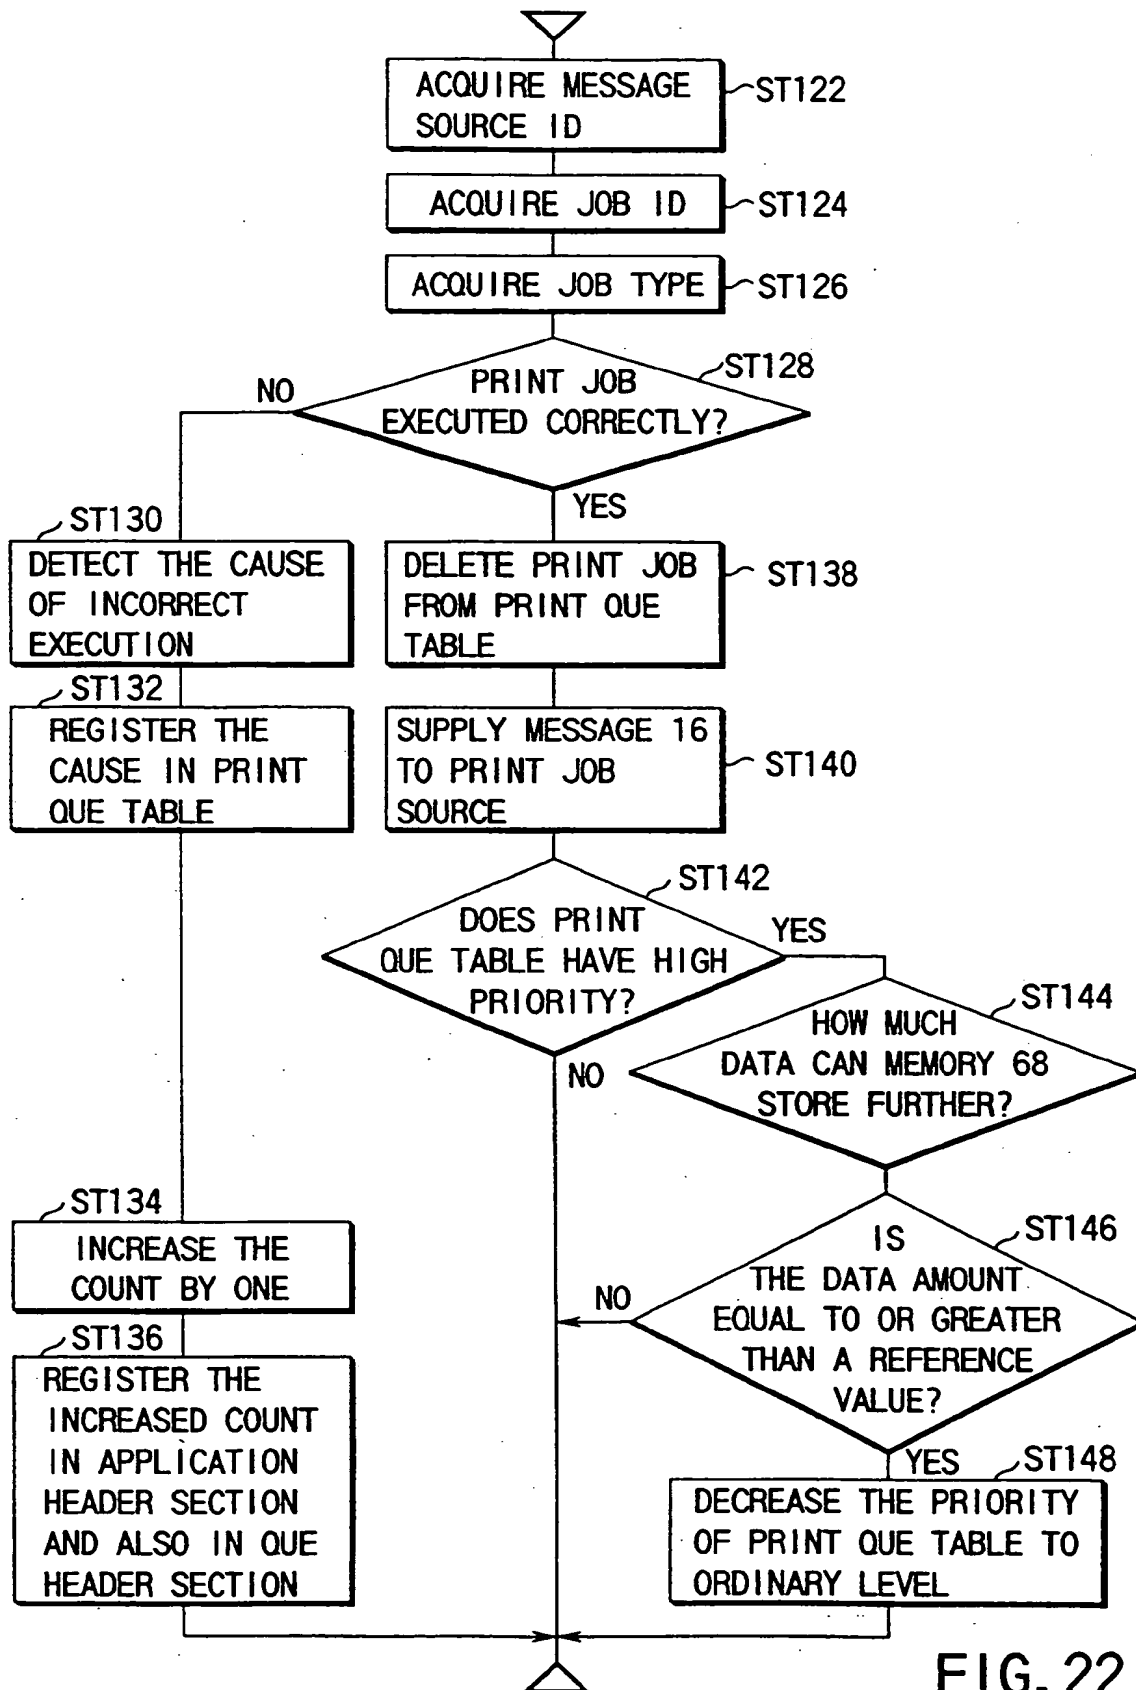 ACQUIRE MESSAGE
SOURCE ID
ST122
ACQUIRE JOB ID
ST124
ACQUIRE JOB TYPE
ST126
PRINT JOB
EXECUTED CORRECTLY?
ST128
NO
YES
ST130
DETECT THE CAUSE
OF INCORRECT
EXECUTION
DELETE PRINT JOB
FROM PRINT QUE
TABLE
ST138
ST132
REGISTER THE
CAUSE IN PRINT
QUE TABLE
SUPPLY MESSAGE 16
TO PRINT JOB
SOURCE
ST140
ST142
DOES PRINT
QUE TABLE HAVE HIGH
PRIORITY?
YES
NO
ST144
HOW MUCH
DATA CAN MEMORY 68
STORE FURTHER?
ST134
INCREASE THE
COUNT BY ONE
ST146
IS
THE DATA AMOUNT
EQUAL TO OR GREATER
THAN A REFERENCE
VALUE?
NO
YES
ST136
REGISTER THE
INCREASED COUNT
IN APPLICATION
HEADER SECTION
AND ALSO IN QUE
HEADER SECTION
ST148
DECREASE THE PRIORITY
OF PRINT QUE TABLE TO
ORDINARY LEVEL
FIG. 22